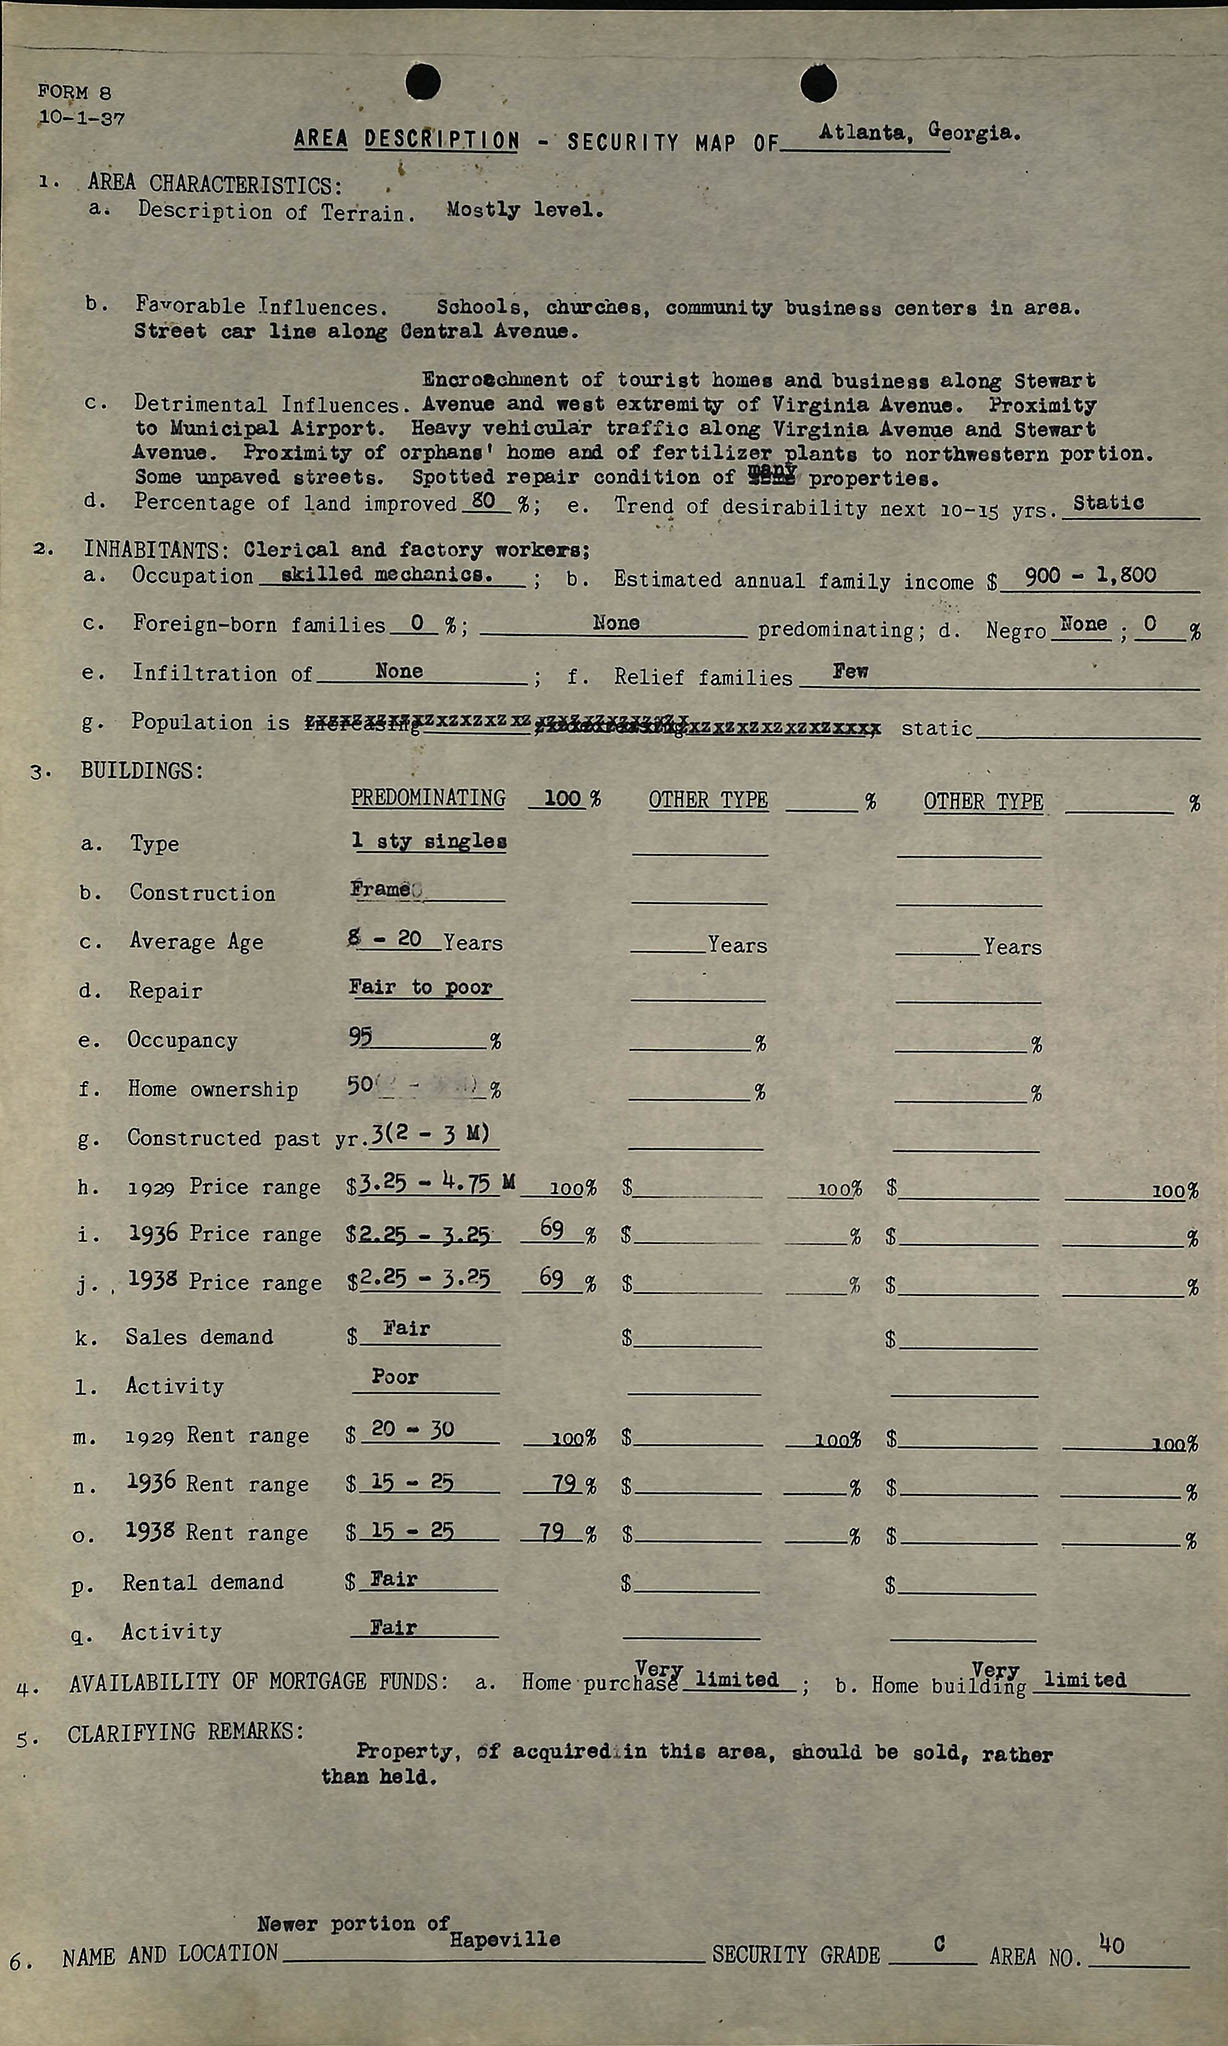 FORM 8
10-1-37
AREA DESCRIPTION - SECURITY MAP OF Atlanta, Georgia.
1. AREA CHARACTERISTICS:
a. Description of Terrain. Mostly level.
b. Favorable Influences. Schools, churches, community business centers in area.
Street car line along Central Avenue.
Encroachment of tourist homes and business along Stewart
c. Detrimental Influences. Avenue and west extremity of Virginia Avenue. Proximity
to Municipal Airport. Heavy vehicular traffic along Virginia Avenue and Stewart
Avenue. Proximity of orphans' home and of fertilizer plants to northwestern portion.
Some unpaved streets. Spotted repair condition of many properties.
d. Percentage of land improved 80 %; e. Trend of desirability next 10-15 yrs. Static
2. INHABITANTS: Clerical and factory workers;
a. Occupation skilled mechanics. ; b. Estimated annual family income $ 900 - 1,800
c. Foreign-born families 0 %; None predominating; d. Negro None ; 0 %
e. Infiltration of None ; f. Relief families Few
g. Population is static
3. BUILDINGS:
PREDOMINATING 100 % OTHER TYPE % OTHER TYPE %
a. Type 1 sty singles
b. Construction Frame
c. Average Age 8 - 20 Years Years Years
d. Repair Fair to poor
e. Occupancy 95 % % %
f. Home ownership 50 % % %
g. Constructed past yr. 3(2 - 3 M)
h. 1929 Price range $3.25 - 4.75 M 100% $ 100% $ 100%
i. 1936 Price range $2.25 - 3.25 69 % $ % $ %
j. 1938 Price range $2.25 - 3.25 69 % $ % $ %
k. Sales demand $ Fair $ $
l. Activity Poor
m. 1929 Rent range $ 20 - 30 100% $ 100% $ 100%
n. 1936 Rent range $ 15 - 25 79 % $ % $ %
o. 1938 Rent range $ 15 - 25 79 % $ % $ %
p. Rental demand $ Fair $ $
q. Activity Fair
4. AVAILABILITY OF MORTGAGE FUNDS: a. Home purchase Very limited ; b. Home building Very limited
5. CLARIFYING REMARKS:
Property, of acquired in this area, should be sold, rather
than held.
Newer portion of
6. NAME AND LOCATION Hapeville SECURITY GRADE C AREA NO. 40